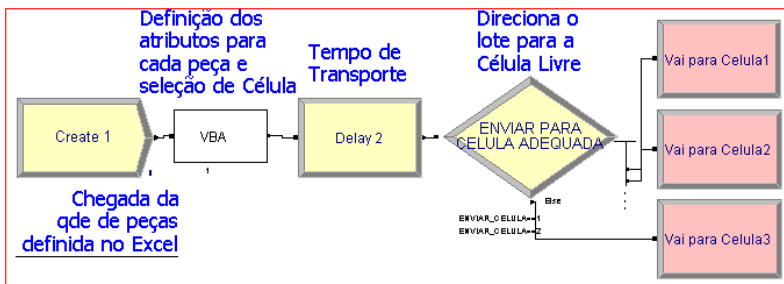 Definição dos
atributos para
cada peça e
seleção de Célula
Tempo de
Transporte
Direciona o
lote para a
Célula Livre
Create 1
VBA
1
Delay 2
ENVIAR PARA
CELULA ADEQUADA
Vai para Celula1
Vai para Celula2
Vai para Celula3
Else
ENVIAR_CELULA==1
ENVIAR_CELULA==2
Chegada da
qde de peças
definida no Excel